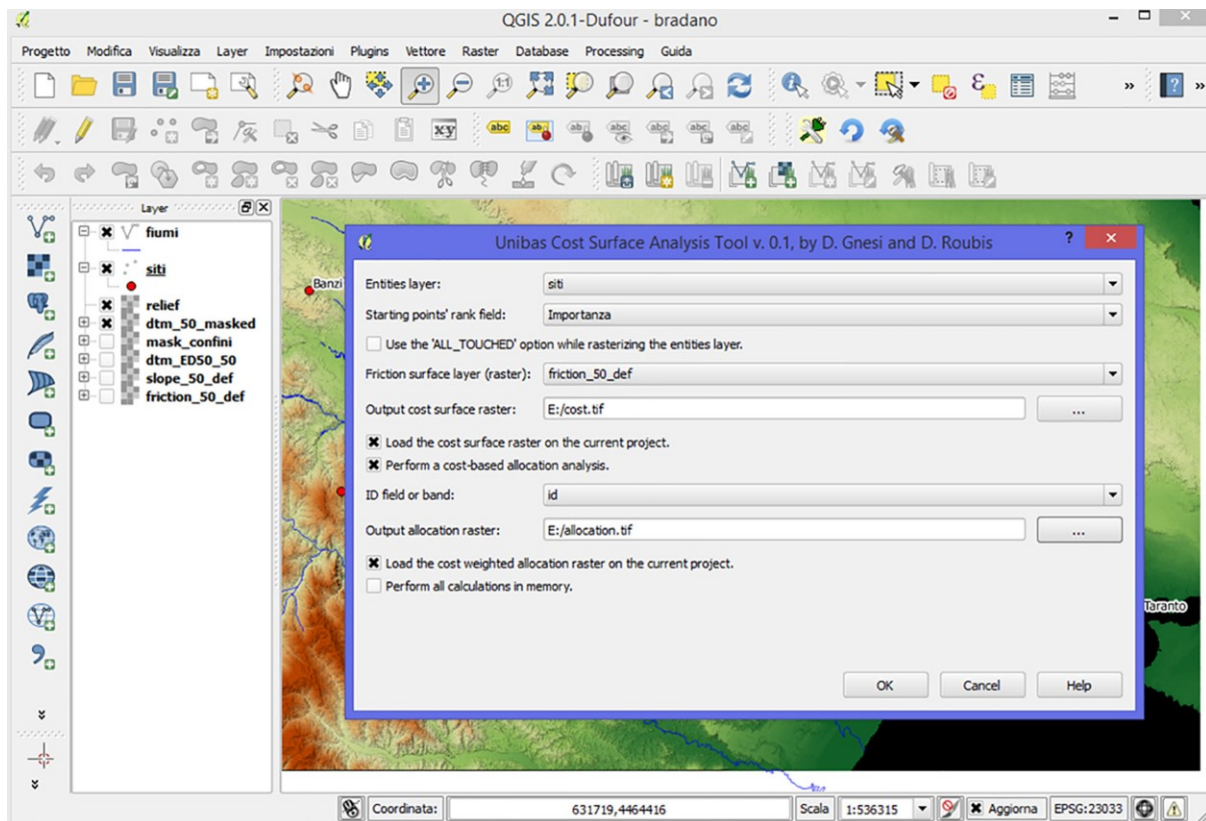 QGIS 2.0.1-Dufour - bradano
Progetto Modifica Visualizza Layer Impostazioni Plugins Vettore Raster Database Processing Guida
Layer
fiumi
siti
relief
dtm_50_masked
mask_confini
dtm_ED50_50
slope_50_def
friction_50_def
Banzi
Unibas Cost Surface Analysis Tool v. 0.1, by D. Gnesi and D. Roubis
Entities layer: siti
Starting points' rank field: Importanza
Use the 'ALL_TOUCHED' option while rasterizing the entities layer.
Friction surface layer (raster): friction_50_def
Output cost surface raster: E:/cost.tif ...
Load the cost surface raster on the current project.
Perform a cost-based allocation analysis.
ID field or band: id
Output allocation raster: E:/allocation.tif ...
Load the cost weighted allocation raster on the current project.
Perform all calculations in memory.
Taranto
OK Cancel Help
Coordinata: 631719,4464416 Scala 1:536315 Aggiorna EPSG:23033